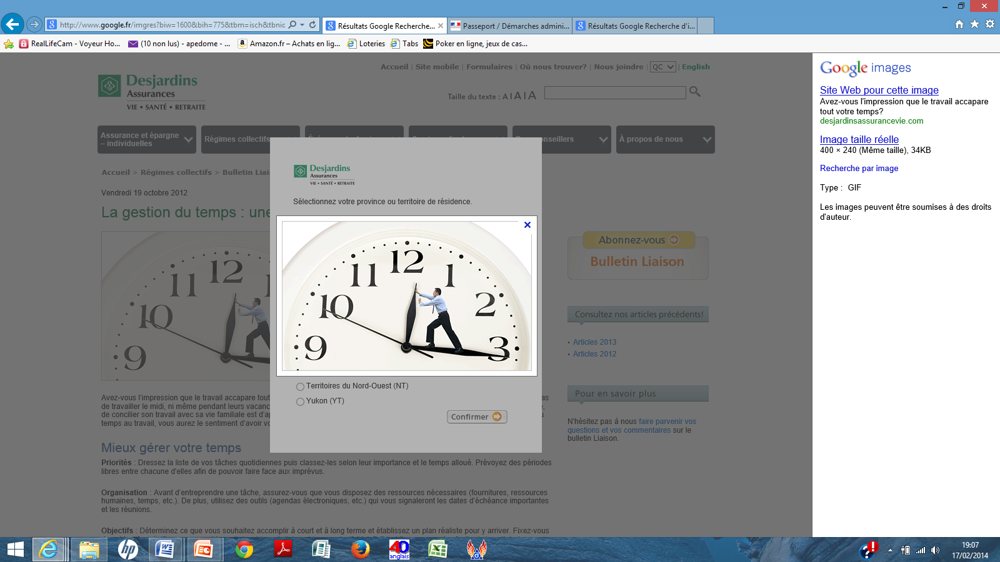 http://www.google.fr/imgres?biw=1600&bih=775&tbm=isch&tbnic
Résultats Google Recherche...
Passeport / Démarches admini...
Résultats Google Recherche d'i...
RealLifeCam - Voyeur Ho...
(10 non lus) - apedome - ...
Amazon.fr – Achats en lig...
Loteries
Tabs
Poker en ligne, jeux de cas...
Accueil | Site mobile | Formulaires | Où nous trouver? | Nous joindre | QC | English
Desjardins
Assurances
VIE • SANTÉ • RETRAITE
Taille du texte : A | A | A
Assurance et épargne
– individuelles
Régimes collectifs
nseillers
À propos de nous
Accueil > Régimes collectifs > Bulletin Liai
Vendredi 19 octobre 2012
La gestion du temps : une
Desjardins
Assurances
VIE • SANTÉ • RETRAITE
Sélectionnez votre province ou territoire de résidence.
12
11
1
10
2
9
3
12
11
10
9
Territoires du Nord-Ouest (NT)
Yukon (YT)
Confirmer
Abonnez-vous
Bulletin Liaison
Consultez nos articles précédents!
• Articles 2013
• Articles 2012
Pour en savoir plus
N'hésitez pas á nous faire parvenir vos
questions et vos commentaires sur le
bulletin Liaison.
Avez-vous l'impression que le travail accapare tout as
de travailler le midi, ni même pendant leurs vacanc
de concilier son travail avec sa vie familiale est d'a
temps au travail, vous aurez le sentiment d'avoir vo
Mieux gérer votre temps
Priorités : Dressez la liste de vos tâches quotidiennes puis classez-les selon leur importance et le temps alloué. Prévoyez des périodes
libres entre chacune d'elles afin de pouvoir faire face aux imprévus.
Organisation : Avant d'entreprendre une tâche, assurez-vous que vous disposez des ressources nécessaires (fournitures, ressources
humaines, temps, etc.). De plus, utilisez des outils (agendas électroniques, etc.) qui vous signaleront les dates d'échéance importantes
et les réunions.
Objectifs : Déterminez ce que vous souhaitez accomplir à court et à long terme et établissez un plan réaliste pour y arriver. Fixez-vous
Google images
Site Web pour cette image
Avez-vous l'impression que le travail accapare
tout votre temps?
desjardinsassurancevie.com
Image taille réelle
400 × 240 (Même taille), 34KB
Recherche par image
Type : GIF
Les images peuvent être soumises à des droits
d'auteur.
40
anglais
19:07
17/02/2014